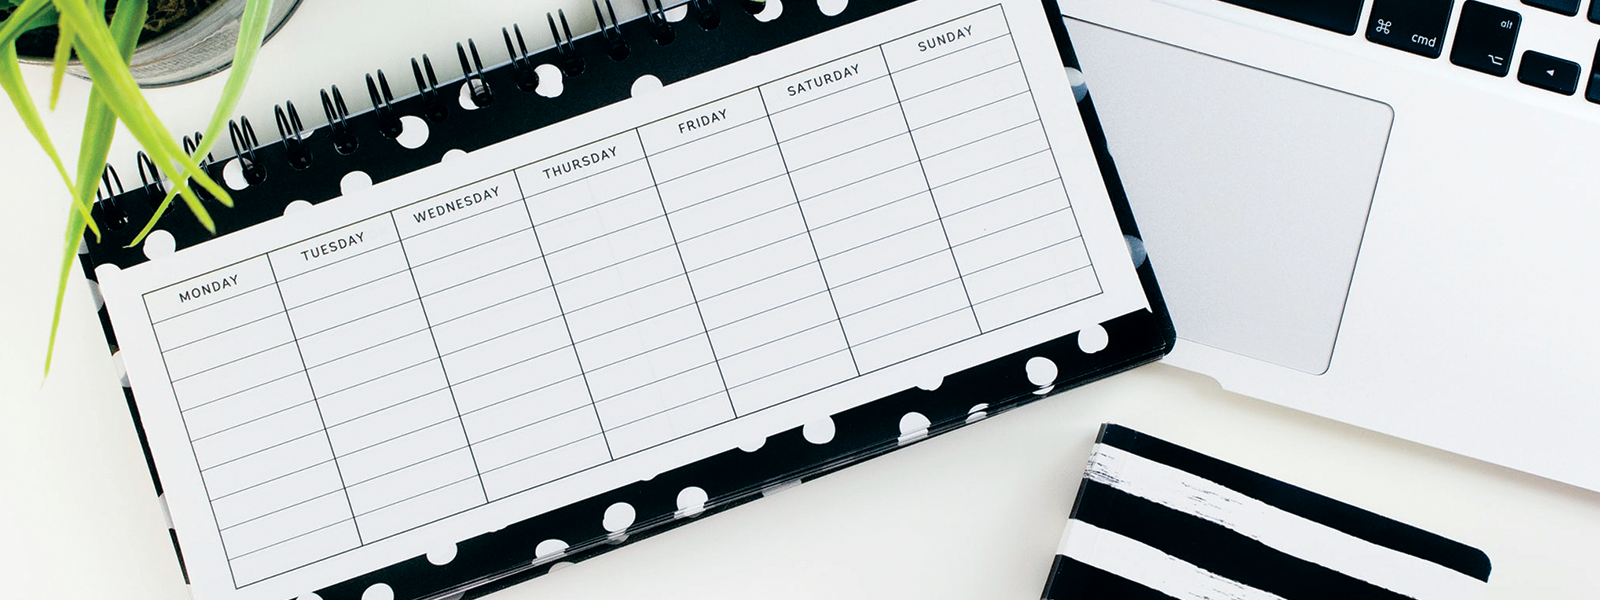 MONDAY
TUESDAY
WEDNESDAY
THURSDAY
FRIDAY
SATURDAY
SUNDAY
⌘
cmd
alt
⌥
◄